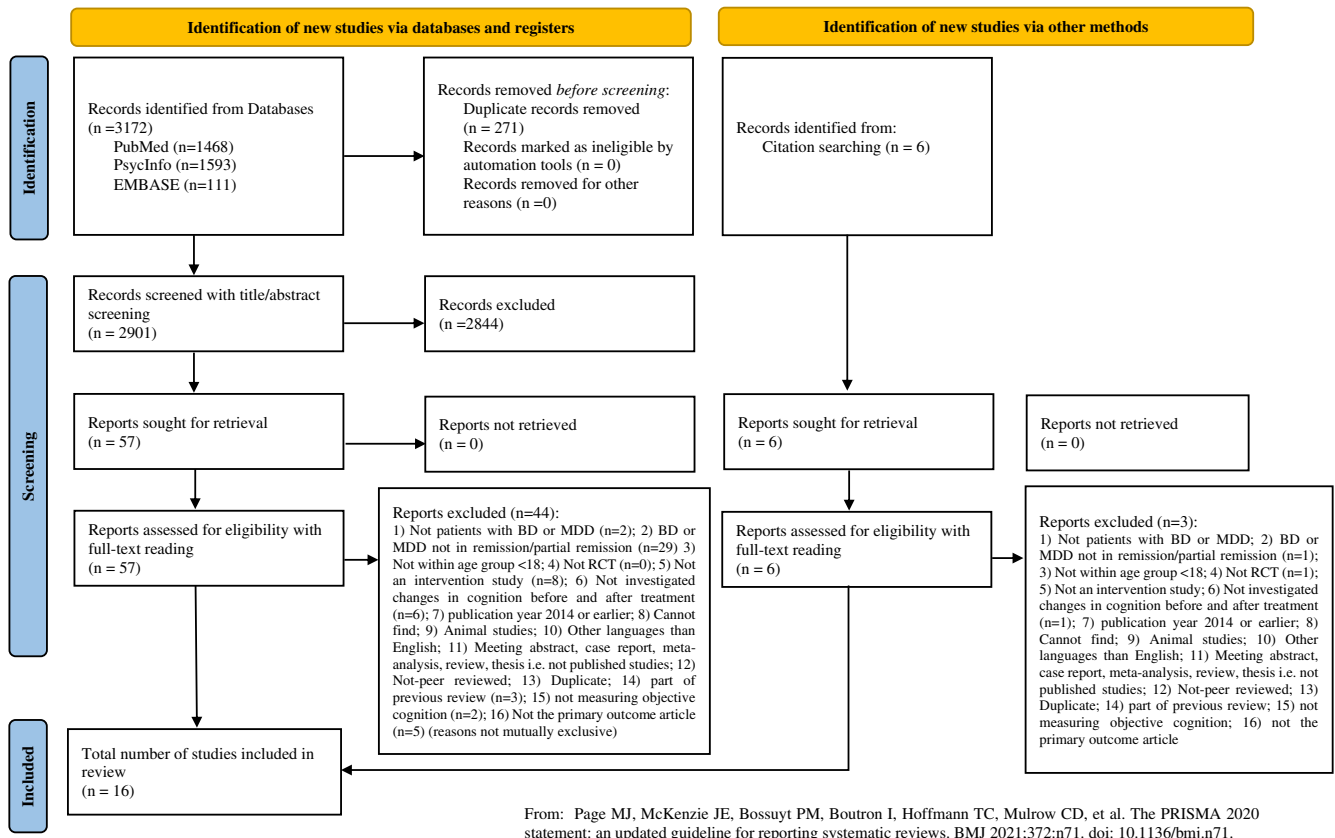 Identification of new studies via databases and registers
Identification of new studies via other methods
Identification
Records identified from Databases
(n =3172)
PubMed (n=1468)
PsycInfo (n=1593)
EMBASE (n=111)
Records removed before screening:
Duplicate records removed
(n = 271)
Records marked as ineligible by
automation tools (n = 0)
Records removed for other
reasons (n =0)
Records identified from:
Citation searching (n = 6)
Screening
Records screened with title/abstract
screening
(n = 2901)
Records excluded
(n =2844)
Reports sought for retrieval
(n = 57)
Reports not retrieved
(n = 0)
Reports sought for retrieval
(n = 6)
Reports not retrieved
(n = 0)
Reports assessed for eligibility with
full-text reading
(n = 57)
Reports excluded (n=44):
1) Not patients with BD or MDD (n=2); 2) BD or
MDD not in remission/partial remission (n=29) 3)
Not within age group <18; 4) Not RCT (n=0); 5) Not
an intervention study (n=8); 6) Not investigated
changes in cognition before and after treatment
(n=6); 7) publication year 2014 or earlier; 8) Cannot
find; 9) Animal studies; 10) Other languages than
English; 11) Meeting abstract, case report, meta-
analysis, review, thesis i.e. not published studies; 12)
Not-peer reviewed; 13) Duplicate; 14) part of
previous review (n=3); 15) not measuring objective
cognition (n=2); 16) Not the primary outcome article
(n=5) (reasons not mutually exclusive)
Reports assessed for eligibility with
full-text reading
(n = 6)
Reports excluded (n=3):
1) Not patients with BD or MDD; 2) BD or
MDD not in remission/partial remission (n=1);
3) Not within age group <18; 4) Not RCT (n=1);
5) Not an intervention study; 6) Not investigated
changes in cognition before and after treatment
(n=1); 7) publication year 2014 or earlier; 8)
Cannot find; 9) Animal studies; 10) Other
languages than English; 11) Meeting abstract,
case report, meta-analysis, review, thesis i.e. not
published studies; 12) Not-peer reviewed; 13)
Duplicate; 14) part of previous review; 15) not
measuring objective cognition; 16) not the
primary outcome article
Included
Total number of studies included in
review
(n = 16)
From: Page MJ, McKenzie JE, Bossuyt PM, Boutron I, Hoffmann TC, Mulrow CD, et al. The PRISMA 2020
statement: an updated guideline for reporting systematic reviews. BMJ 2021;372:n71. doi: 10.1136/bmj.n71.